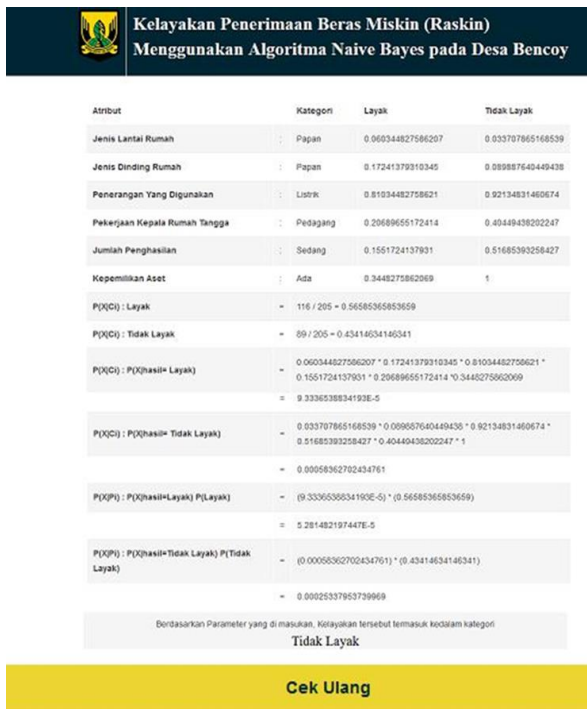 Kelayakan Penerimaan Beras Miskin (Raskin)
Menggunakan Algoritma Naive Bayes pada Desa Bencoy
Atribut Kategori Layak Tidak Layak
Jenis Lantai Rumah : Papan 0.060344827586207 0.033707865168539
Jenis Dinding Rumah : Papan 0.17241379310345 0.089887640449438
Penerangan Yang Digunakan : Listrik 0.81034482758621 0.92134831460674
Pekerjaan Kepala Rumah Tangga : Pedagang 0.20689655172414 0.40449438202247
Jumlah Penghasilan : Sedang 0.1551724137931 0.51685393258427
Kepemilikan Aset : Ada 0.3448275862069 1
P(X|Ci) : Layak = 116 / 205 = 0.56585365853659
P(X|Ci) : Tidak Layak = 89 / 205 = 0.43414634146341
P(X|Ci) : P(X|hasil= Layak) = 0.060344827586207 * 0.17241379310345 * 0.81034482758621 *
0.1551724137931 * 0.20689655172414 *0.3448275862069
= 9.3336538834193E-5
P(X|Ci) : P(X|hasil= Tidak Layak) = 0.033707865168539 * 0.089887640449438 * 0.92134831460674 *
0.51685393258427 * 0.40449438202247 * 1
= 0.00058362702434761
P(X|Pi) : P(X|hasil=Layak) P(Layak) = (9.3336538834193E-5) * (0.56585365853659)
= 5.281482197447E-5
P(X|Pi) : P(X|hasil=Tidak Layak) P(Tidak
Layak) = (0.00058362702434761) * (0.43414634146341)
= 0.00025337953739969
Berdasarkan Parameter yang di masukan, Kelayakan tersebut termasuk kedalam kategori
Tidak Layak
Cek Ulang